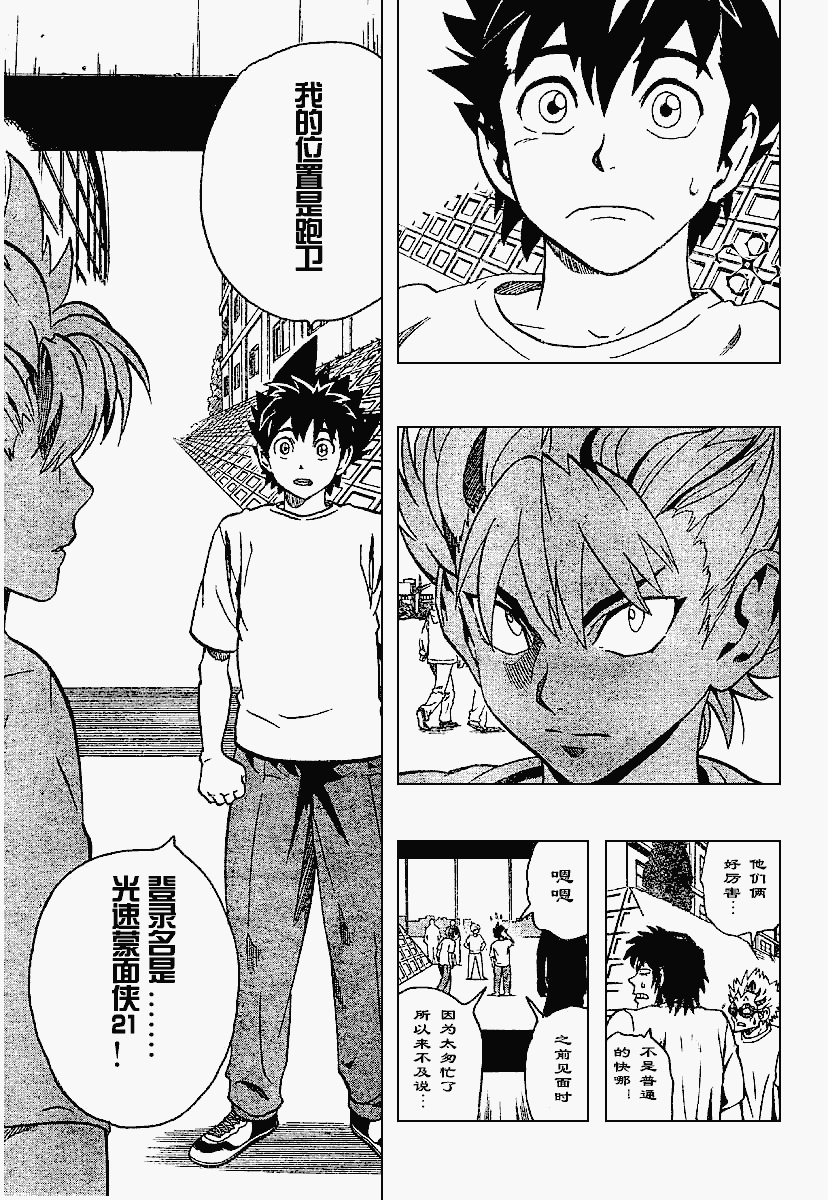 他们俩
好厉害…
不是普通
的快哪…
嗯嗯
之前见面时
因为太匆忙了
所以来不及说…
我的位置是跑卫
登录名是……
光速蒙面侠21！